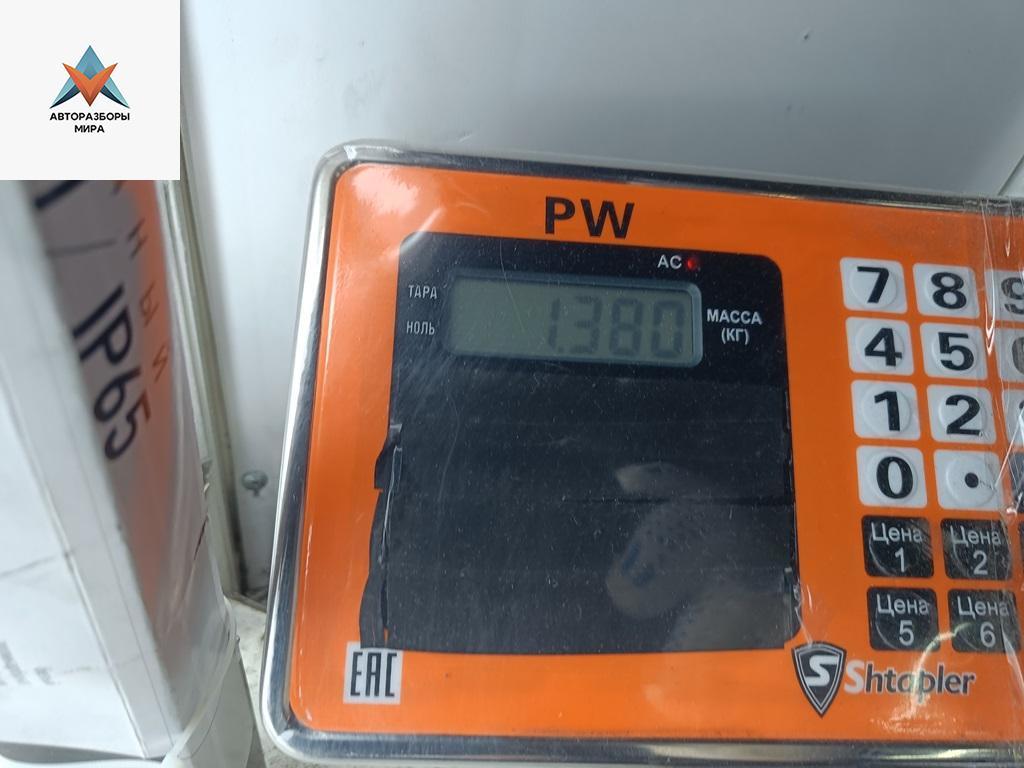 АВТОРАЗБОРЫ
МИРА
IP65
PW
AC
ТАРА
НОЛЬ
1.380
МАССА
(КГ)
7 8 9
4 5
1 2
0 .
Цена 1
Цена 2
Цена 5
Цена 6
EAC
S Shtapler